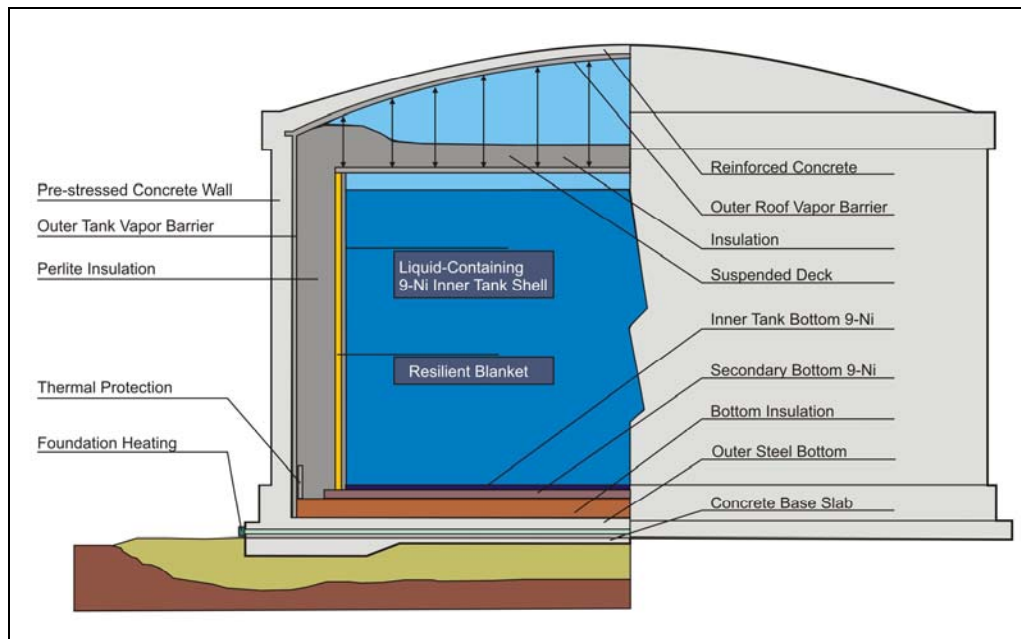 Pre-stressed Concrete Wall
Outer Tank Vapor Barrier
Perlite Insulation
Thermal Protection
Foundation Heating
Liquid-Containing
9-Ni Inner Tank Shell
Resilient Blanket
Reinforced Concrete
Outer Roof Vapor Barrier
Insulation
Suspended Deck
Inner Tank Bottom 9-Ni
Secondary Bottom 9-Ni
Bottom Insulation
Outer Steel Bottom
Concrete Base Slab